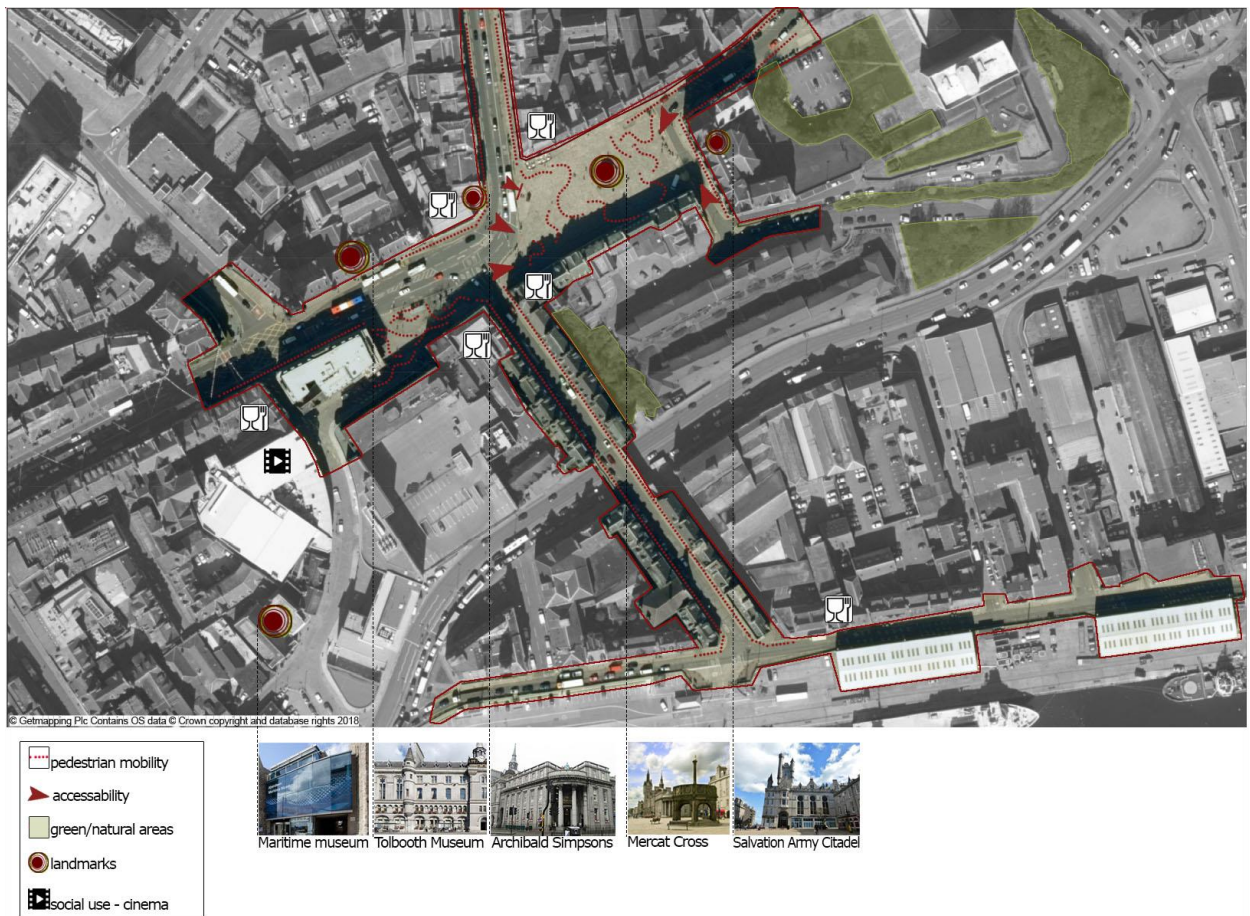 © Getmapping Plc Contains OS data © Crown copyright and database rights 2018
pedestrian mobility
accessability
green/natural areas
landmarks
social use - cinema
Maritime museum
Tolbooth Museum
Archibald Simpsons
Mercat Cross
Salvation Army Citadel